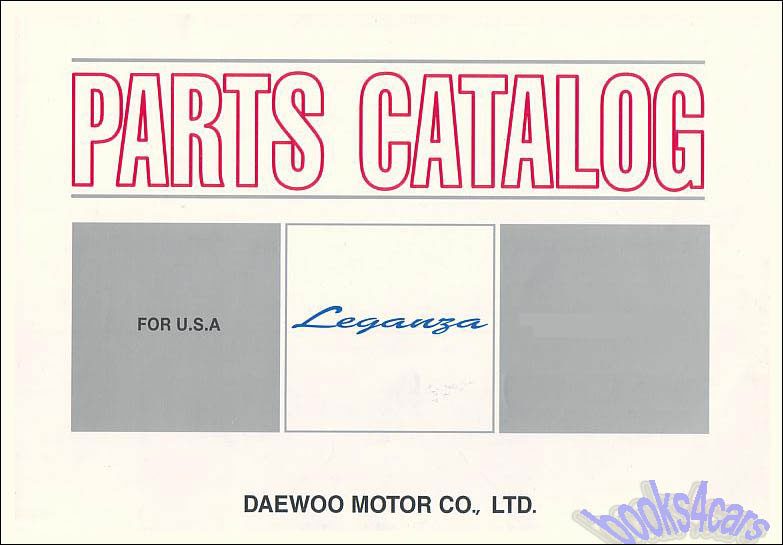 PARTS CATALOG
FOR U.S.A
Leganza
DAEWOO MOTOR CO., LTD.
books4cars